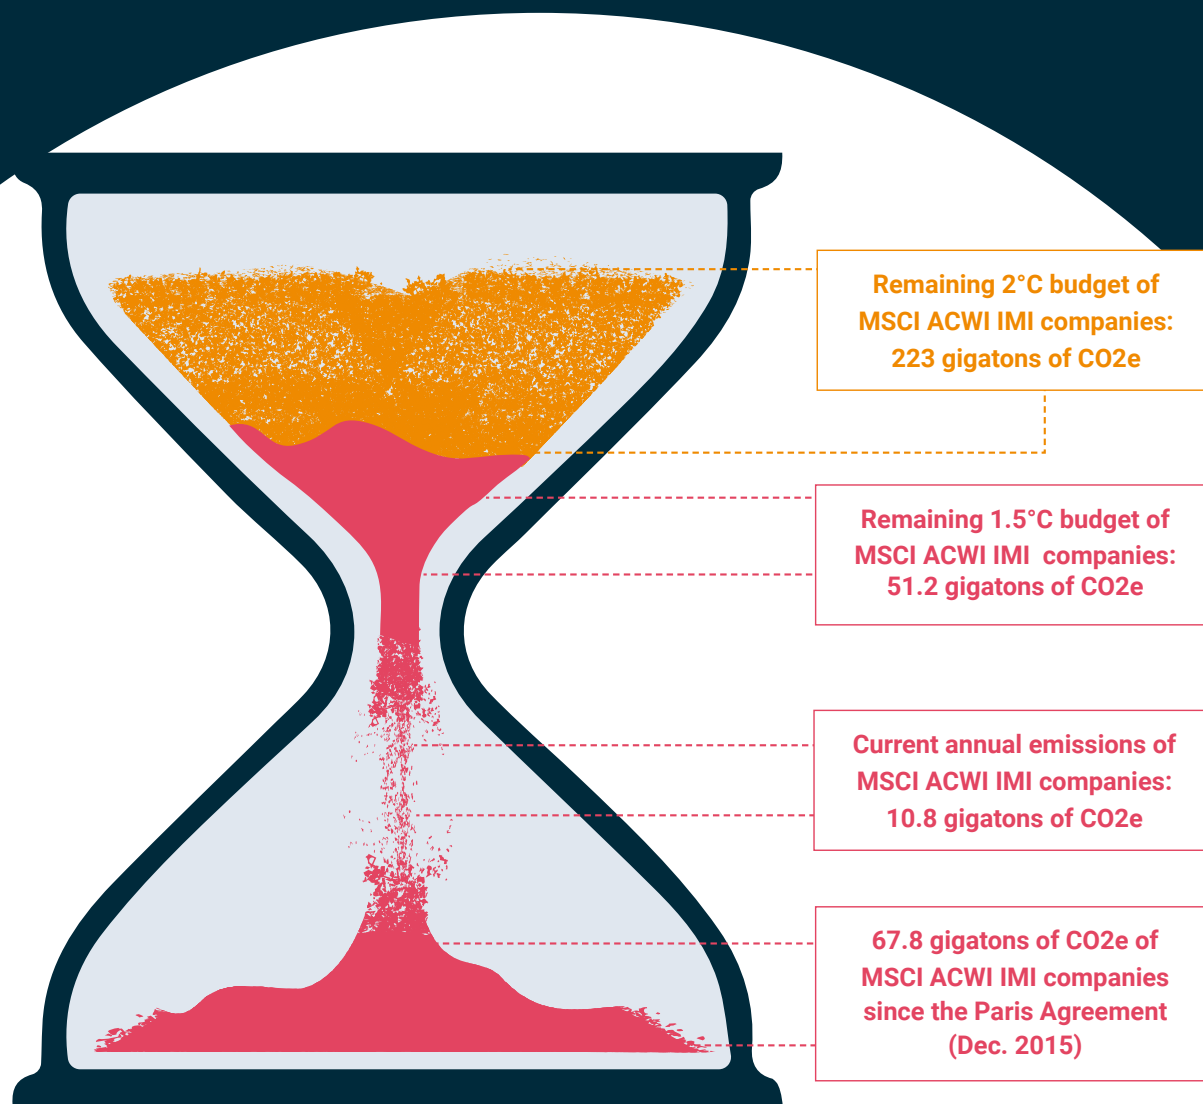 Remaining 2°C budget of
MSCI ACWI IMI companies:
223 gigatons of CO2e
Remaining 1.5°C budget of
MSCI ACWI IMI companies:
51.2 gigatons of CO2e
Current annual emissions of
MSCI ACWI IMI companies:
10.8 gigatons of CO2e
67.8 gigatons of CO2e of
MSCI ACWI IMI companies
since the Paris Agreement
(Dec. 2015)